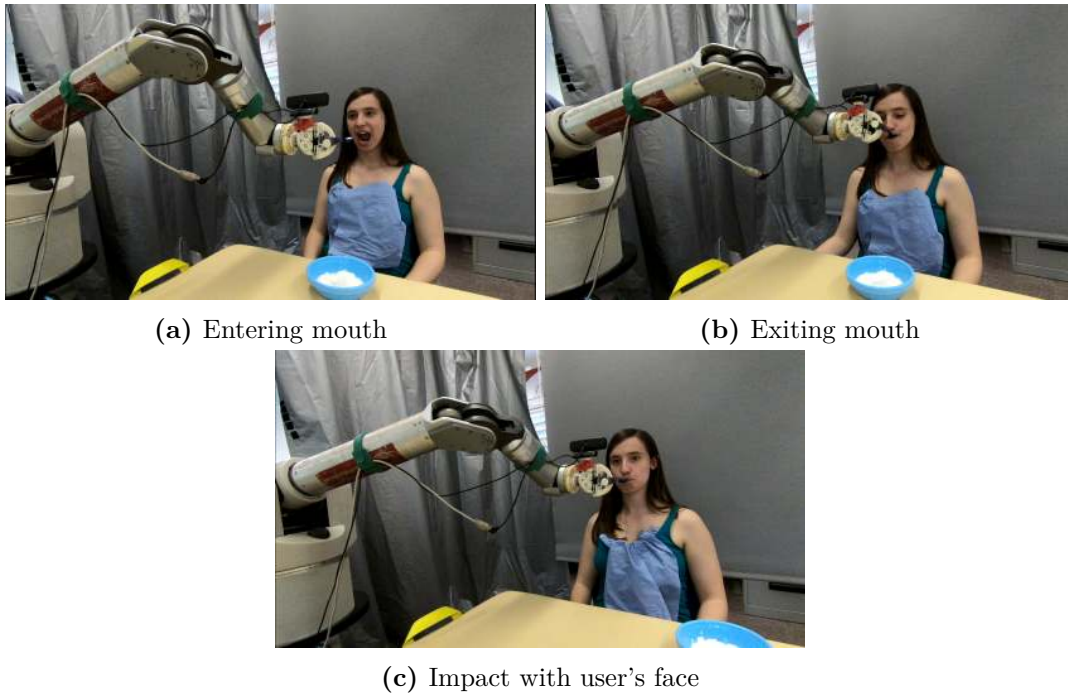 (a) Entering mouth
(b) Exiting mouth
(c) Impact with user's face